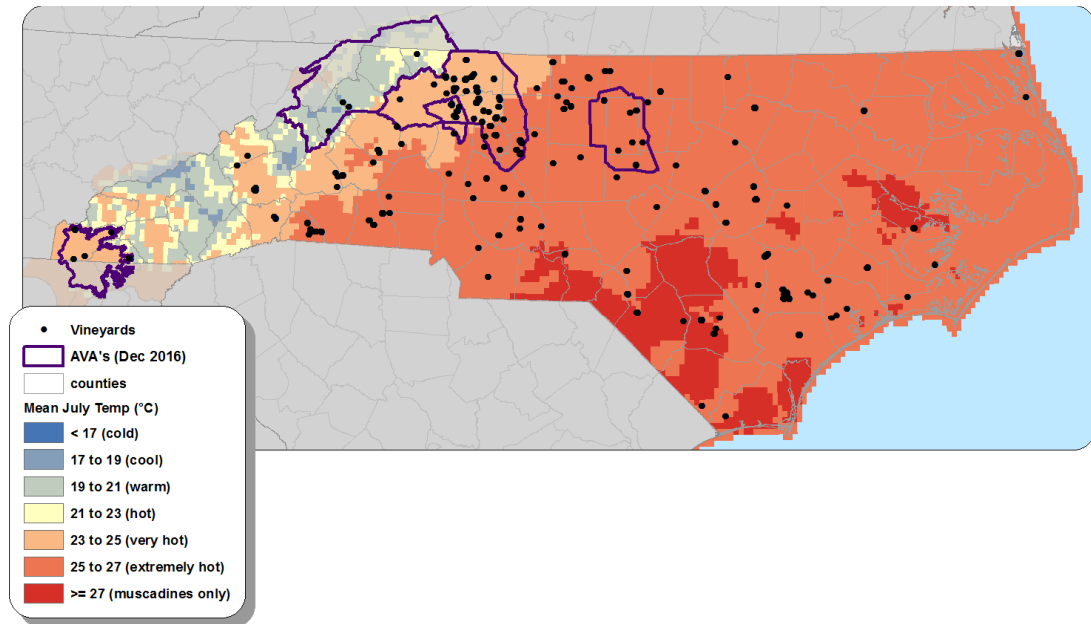 Vineyards
AVA's (Dec 2016)
counties
Mean July Temp (°C)
< 17 (cold)
17 to 19 (cool)
19 to 21 (warm)
21 to 23 (hot)
23 to 25 (very hot)
25 to 27 (extremely hot)
>= 27 (muscadines only)